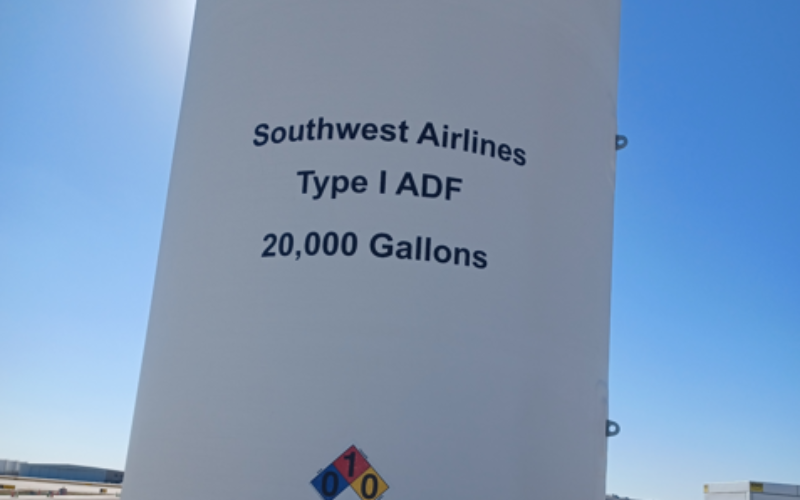 Southwest Airlines
Type I ADF
20,000 Gallons
1
0 0